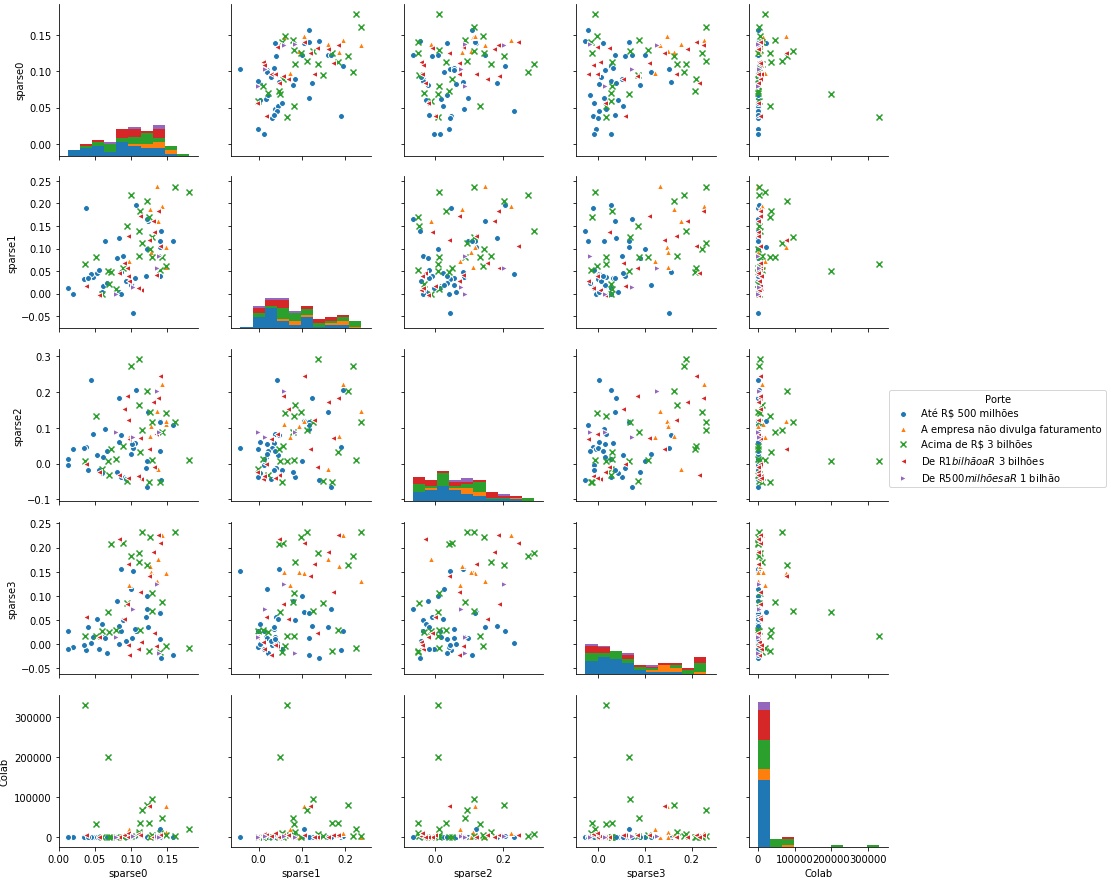 sparse0
0.15
0.10
0.05
0.00
sparse1
0.25
0.20
0.15
0.10
0.05
0.00
−0.05
sparse2
0.3
0.2
0.1
0.0
−0.1
Porte
Até R$ 500 milhões
A empresa não divulga faturamento
Acima de R$ 3 bilhões
De R1bilhãoaR 3 bilhões
De R500milhõesaR 1 bilhão
sparse3
0.25
0.20
0.15
0.10
0.05
0.00
−0.05
Colab
300000
200000
100000
0
0.00 0.05 0.10 0.15
0.0 0.1 0.2
0.0 0.2
0.0 0.1 0.2
0 100000 200000 300000
sparse0 sparse1 sparse2 sparse3 Colab